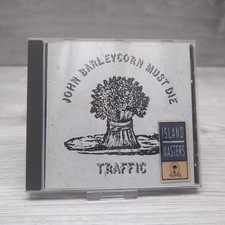 JOHN BARLEYCORN MUST DIE
TRAFFIC
ISLAND
MASTERS